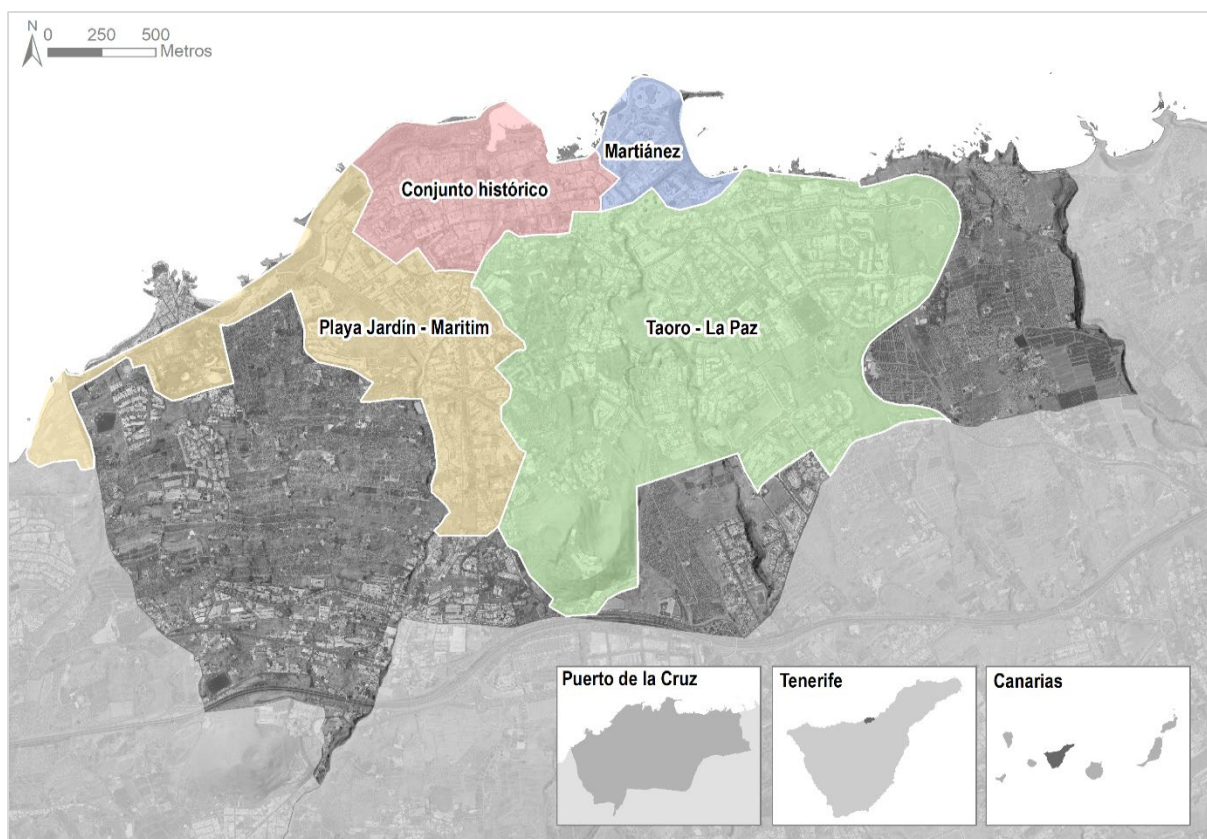 N
0 250 500
Metros
Martiánez
Conjunto histórico
Playa Jardín - Maritim
Taoro - La Paz
Puerto de la Cruz
Tenerife
Canarias